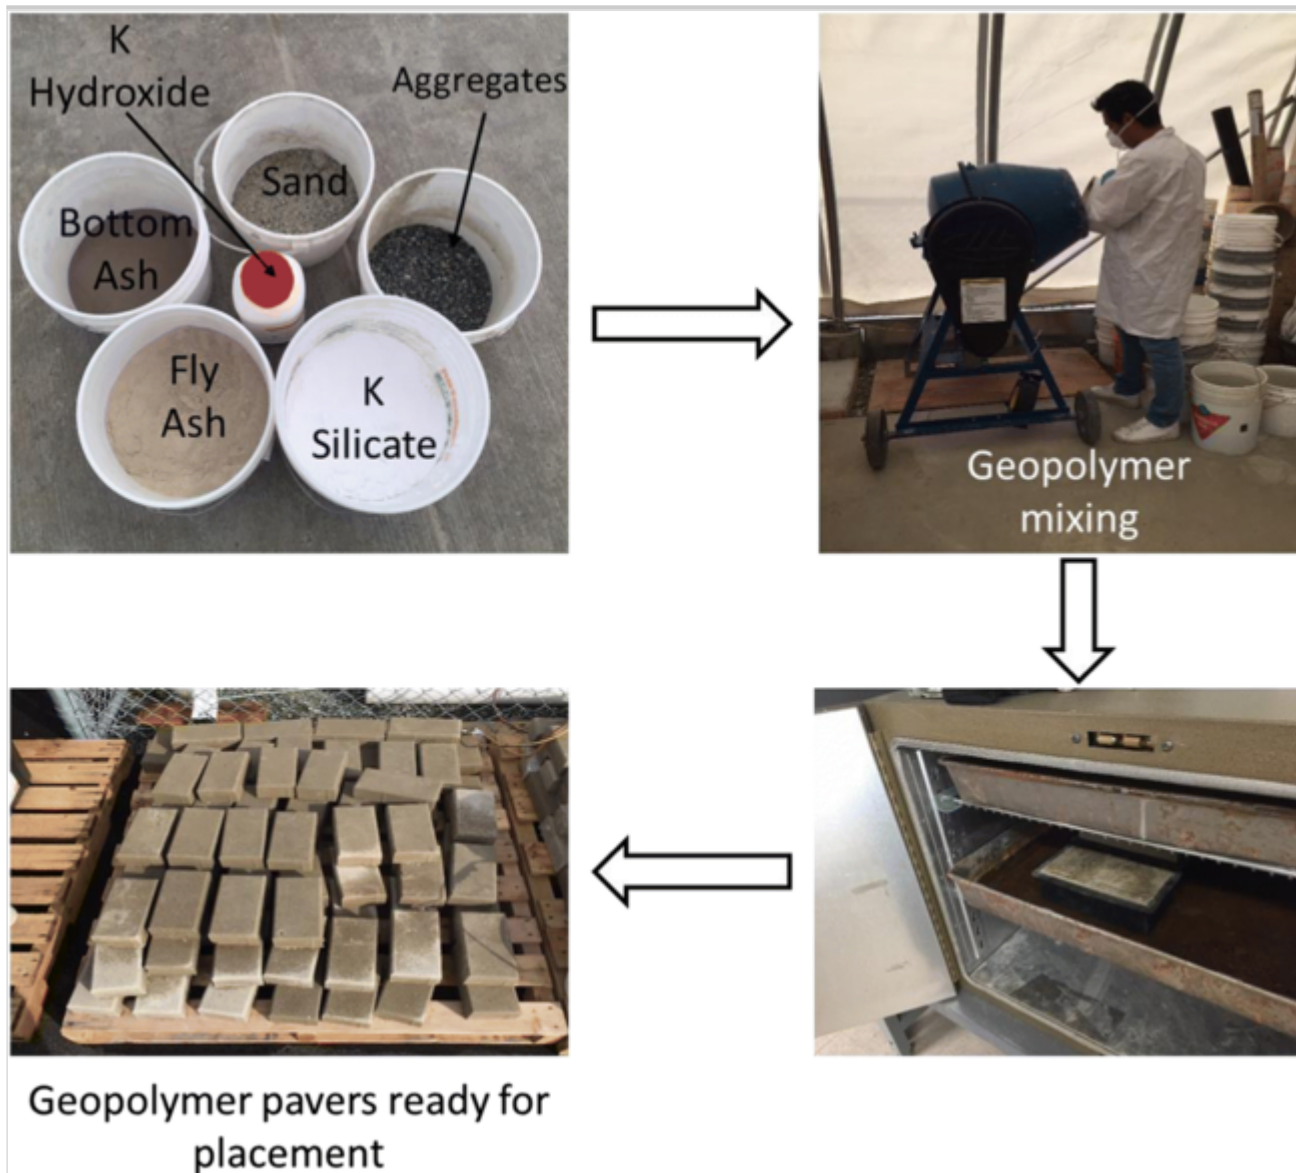 K
Hydroxide
Aggregates
Sand
Bottom
Ash
Fly
Ash
K
Silicate
Geopolymer
mixing
Geopolymer pavers ready for
placement